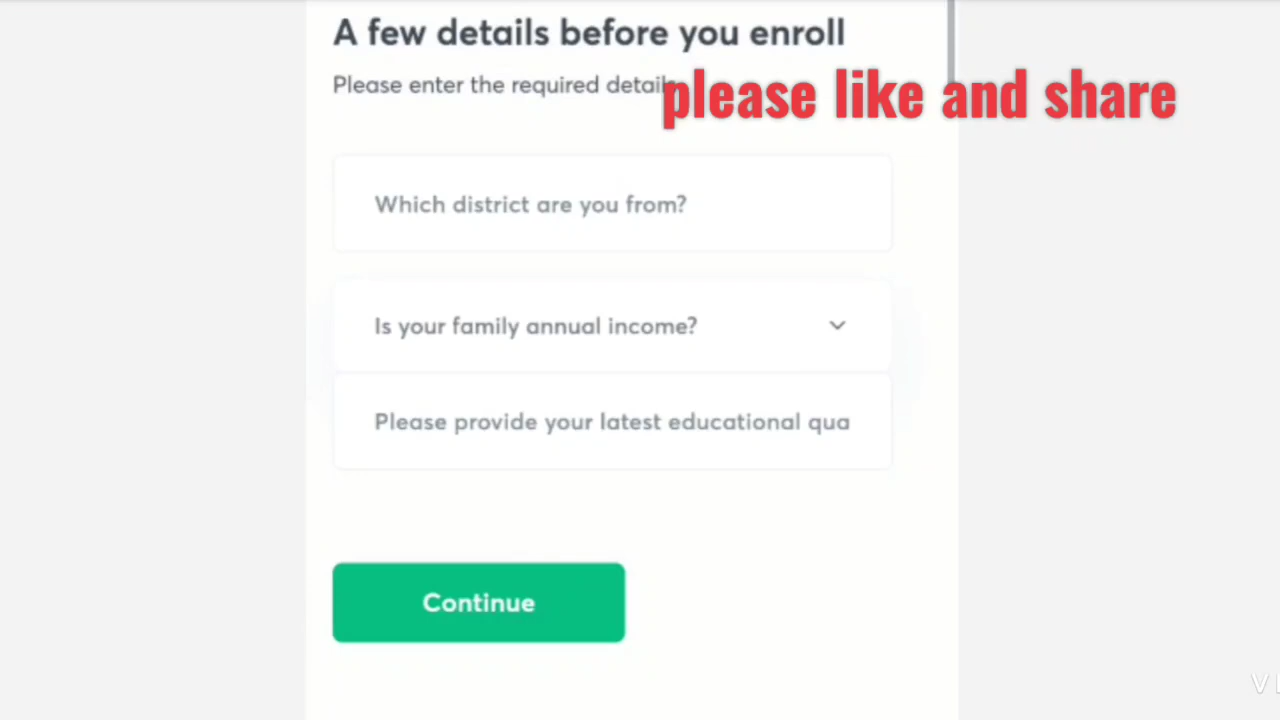 A few details before you enroll
Please enter the required details
please like and share
Which district are you from?
Is your family annual income?
Please provide your latest educational qua
Continue